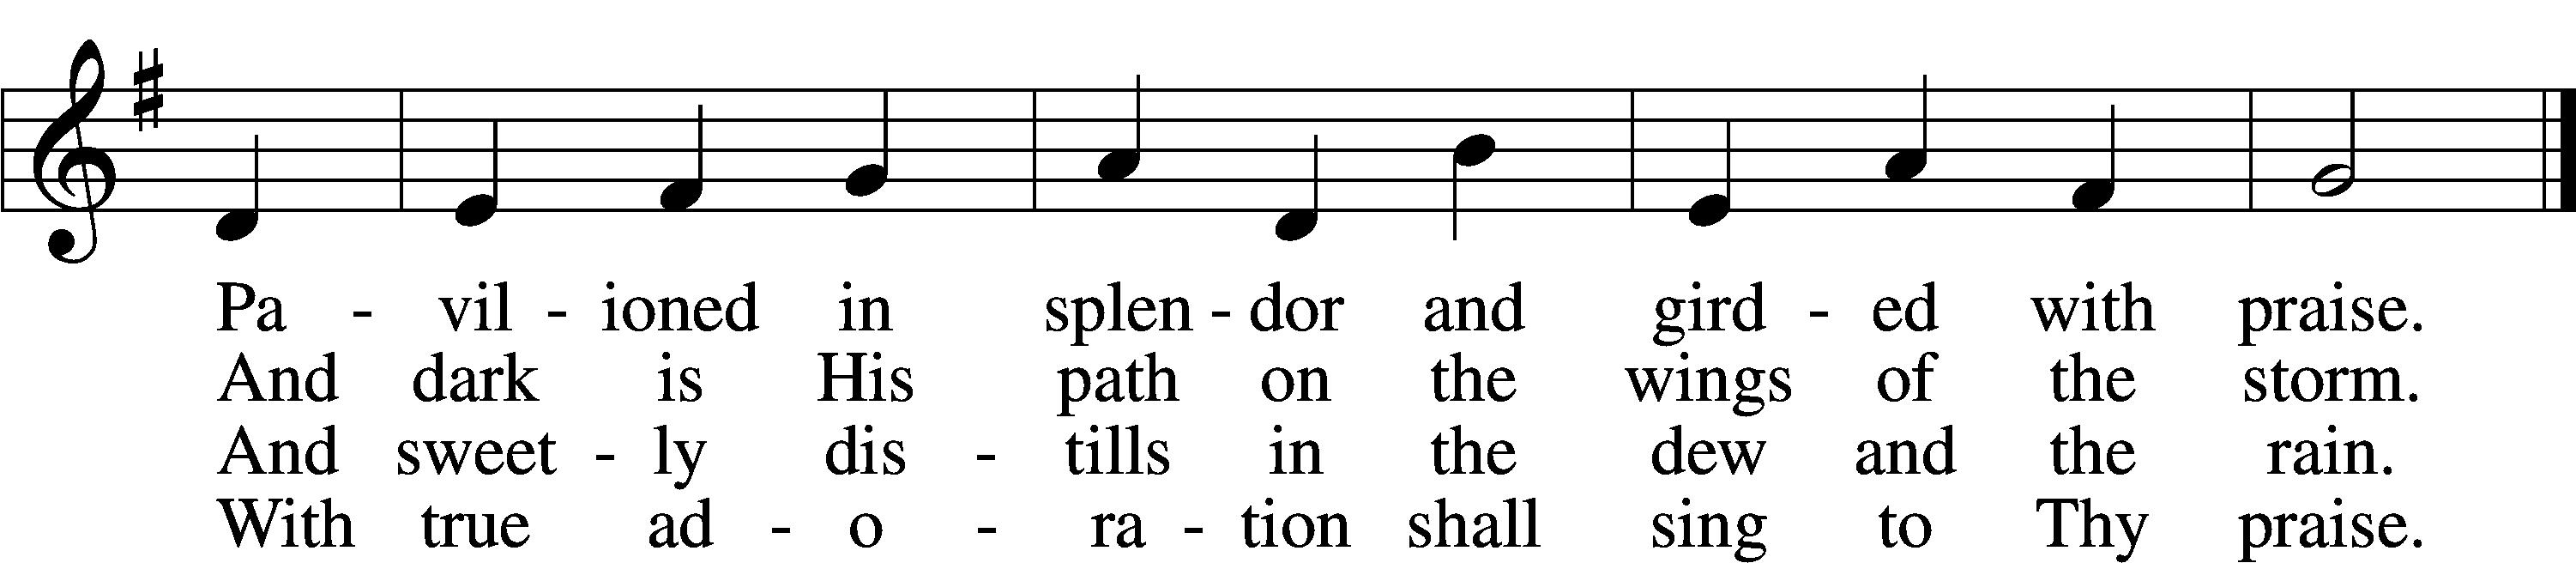 Pa - vil - ioned in splen - dor and gird - ed with praise.
And dark is His path on the wings of the storm.
And sweet - ly dis - tills in the dew and the rain.
With true ad - o - ra - tion shall sing to Thy praise.